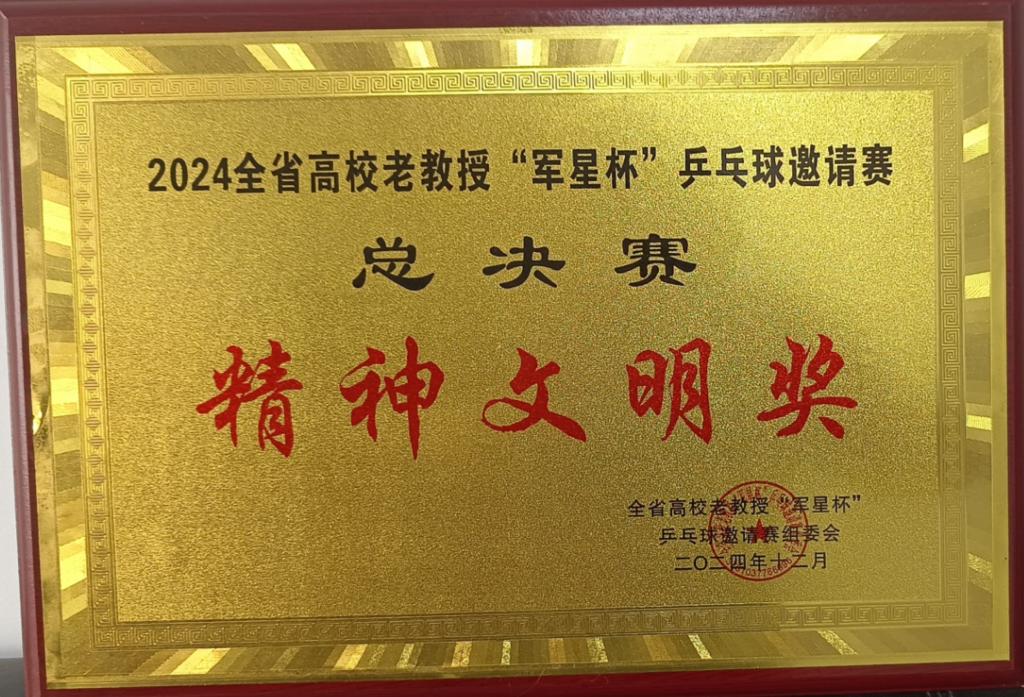 2024全省高校老教授“军星杯”乒乓球邀请赛
总决赛
精神文明奖
全省高校老教授“军星杯”
乒乓球邀请赛组委会
二〇二四年十二月